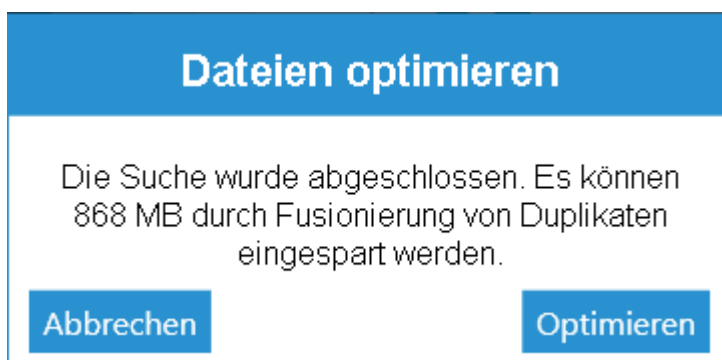 Dateien optimieren
Die Suche wurde abgeschlossen. Es können
868 MB durch Fusionierung von Duplikaten
eingespart werden.
Abbrechen
Optimieren